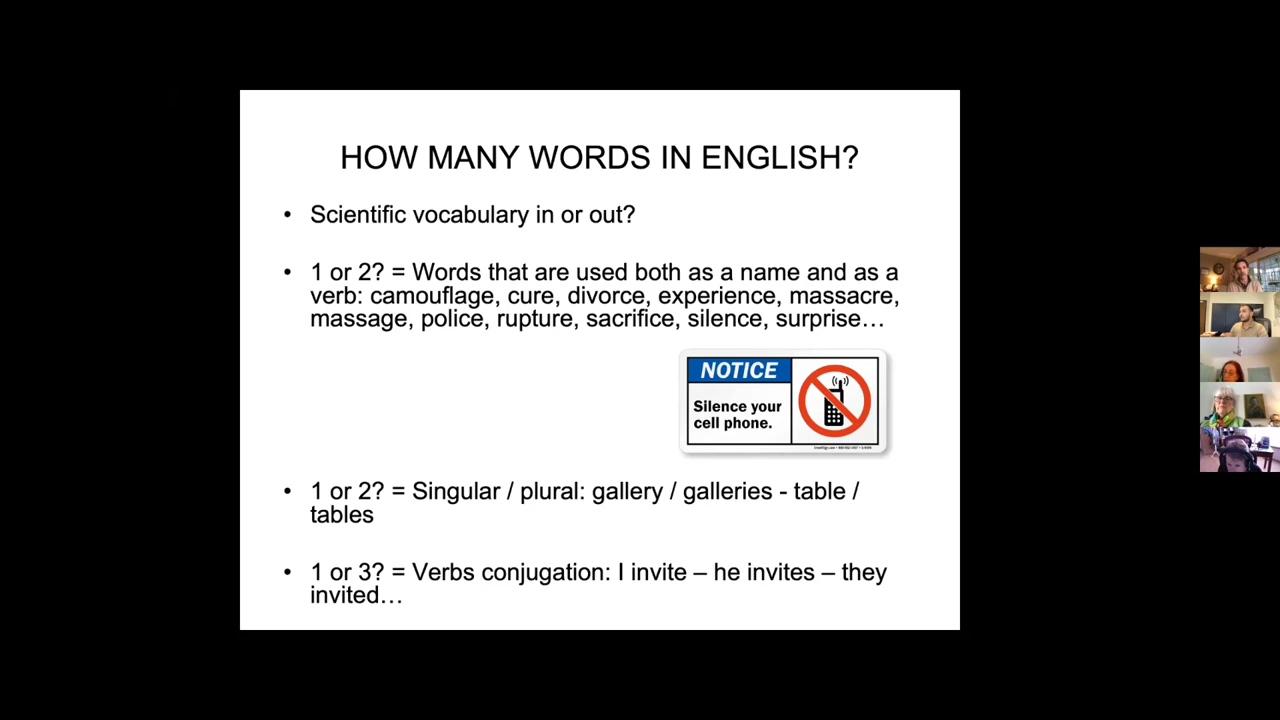 HOW MANY WORDS IN ENGLISH?
• Scientific vocabulary in or out?
• 1 or 2? = Words that are used both as a name and as a
verb: camouflage, cure, divorce, experience, massacre,
massage, police, rupture, sacrifice, silence, surprise…
NOTICE
Silence your
cell phone.
• 1 or 2? = Singular / plural: gallery / galleries - table /
tables
• 1 or 3? = Verbs conjugation: I invite – he invites – they
invited…